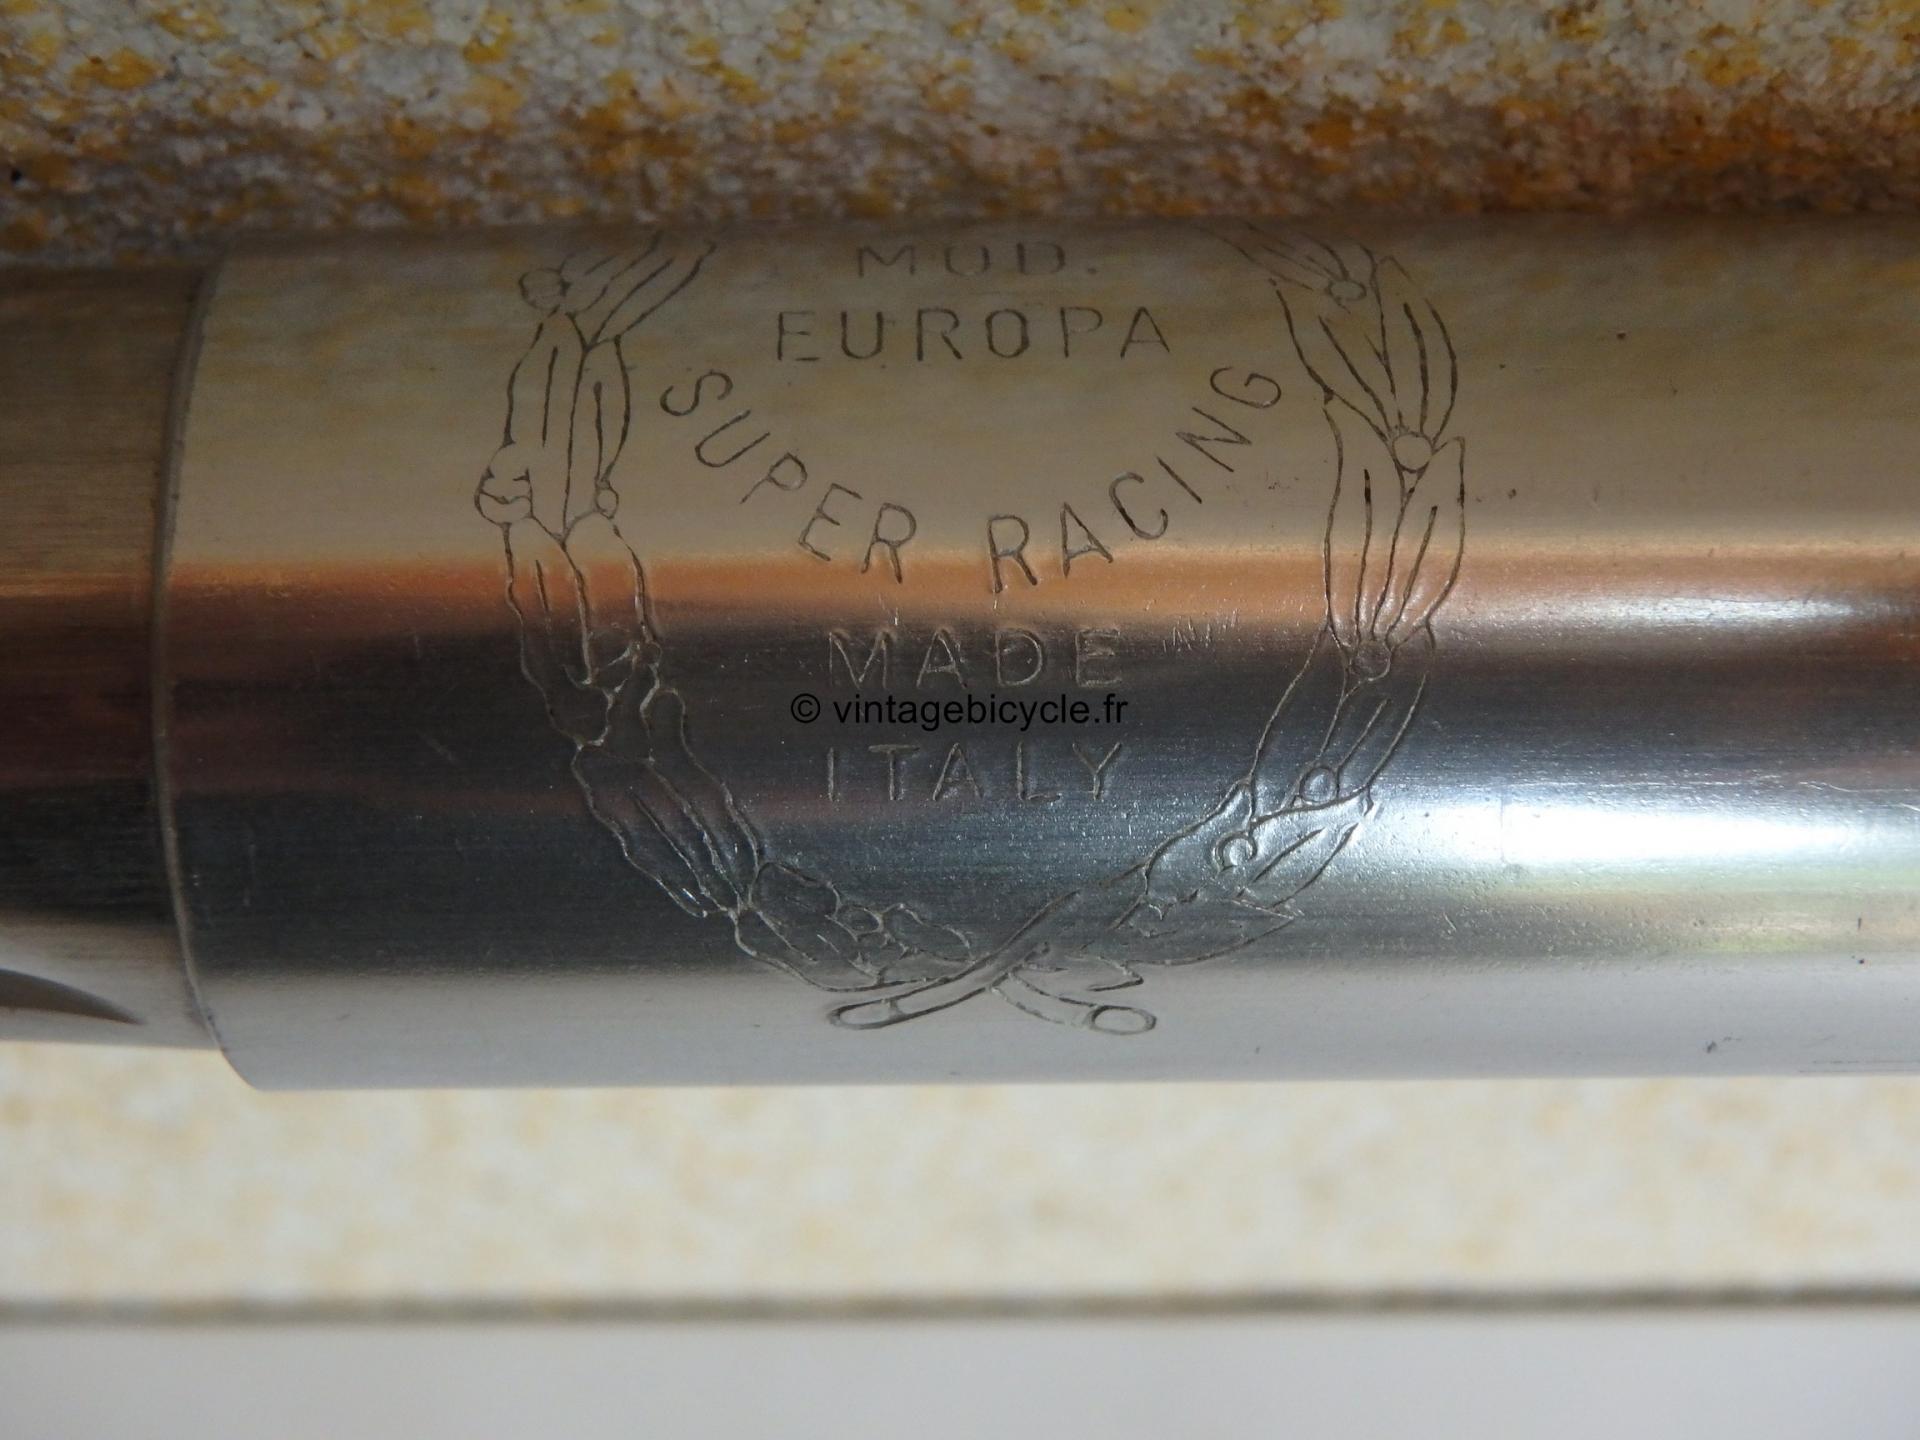 MOD.
EUROPA
SUPER RACING
MADE
© vintagebicycle.fr
ITALY